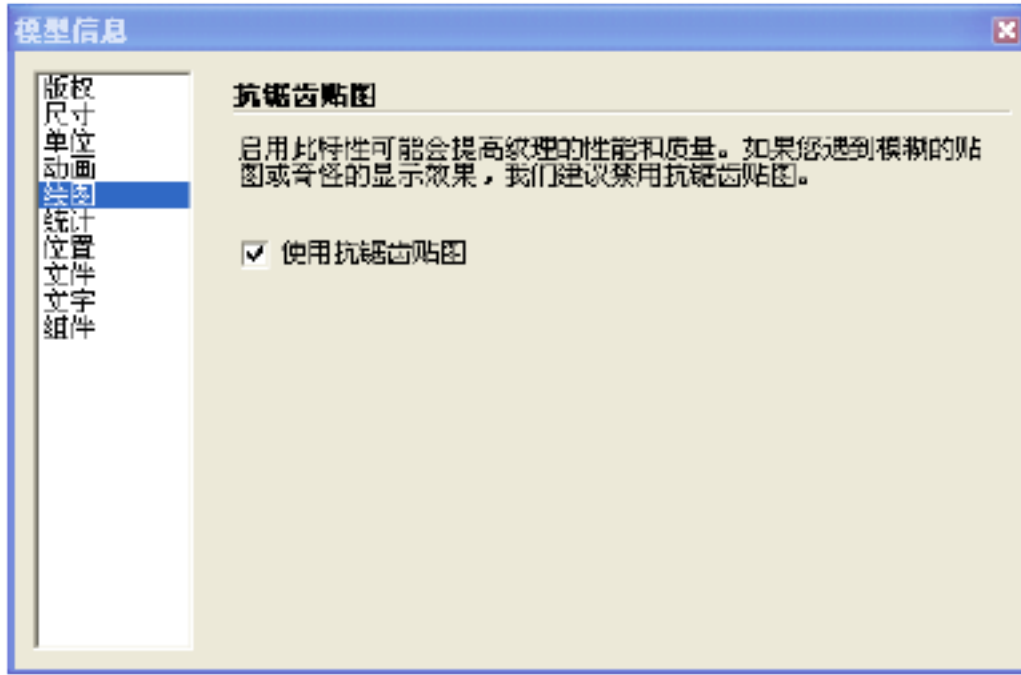 模型信息
版权
尺寸
单位
动画
绘图
统计
位置
文件
文字
组件
抗锯齿贴图
启用此特性可能会提高纹理的性能和质量。如果您遇到模糊的贴
图或奇怪的显示效果，我们建议禁用抗锯齿贴图。
使用抗锯齿贴图